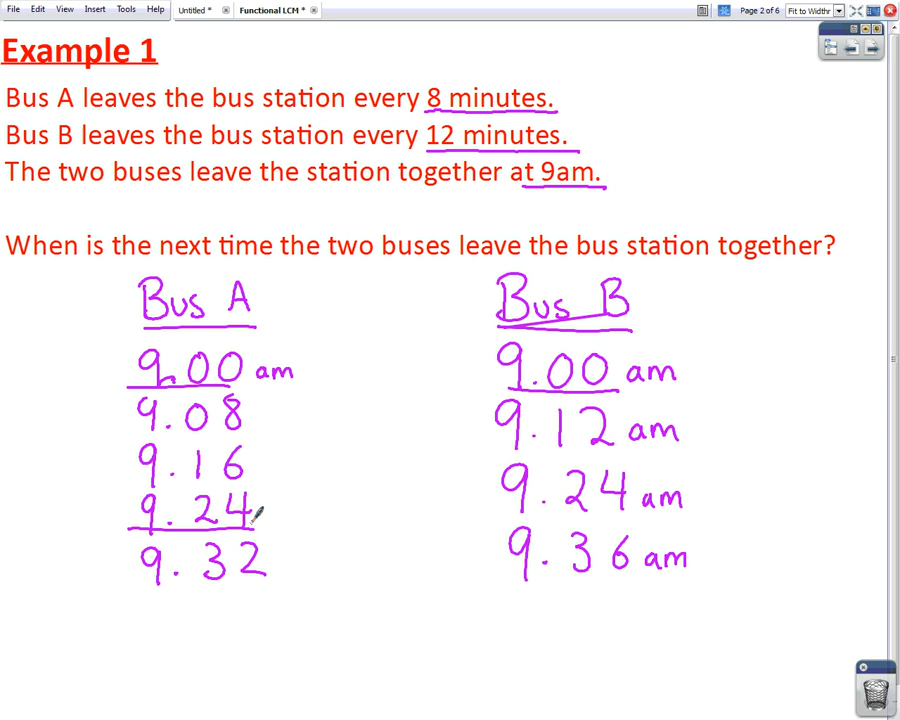 File Edit View Insert Tools Help Untitled * Functional LCM * Page 2 of 6 Fit to Width
Example 1
Bus A leaves the bus station every 8 minutes.
Bus B leaves the bus station every 12 minutes.
The two buses leave the station together at 9am.
When is the next time the two buses leave the bus station together?
Bus A
9.00 am
9.08
9.16
9.24
9.32
Bus B
9.00 am
9.12 am
9.24 am
9.36 am